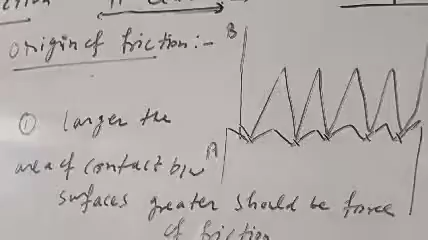 origin of friction:-
B
① larger the
area of contact b/w
A
surfaces greater should be force
of friction